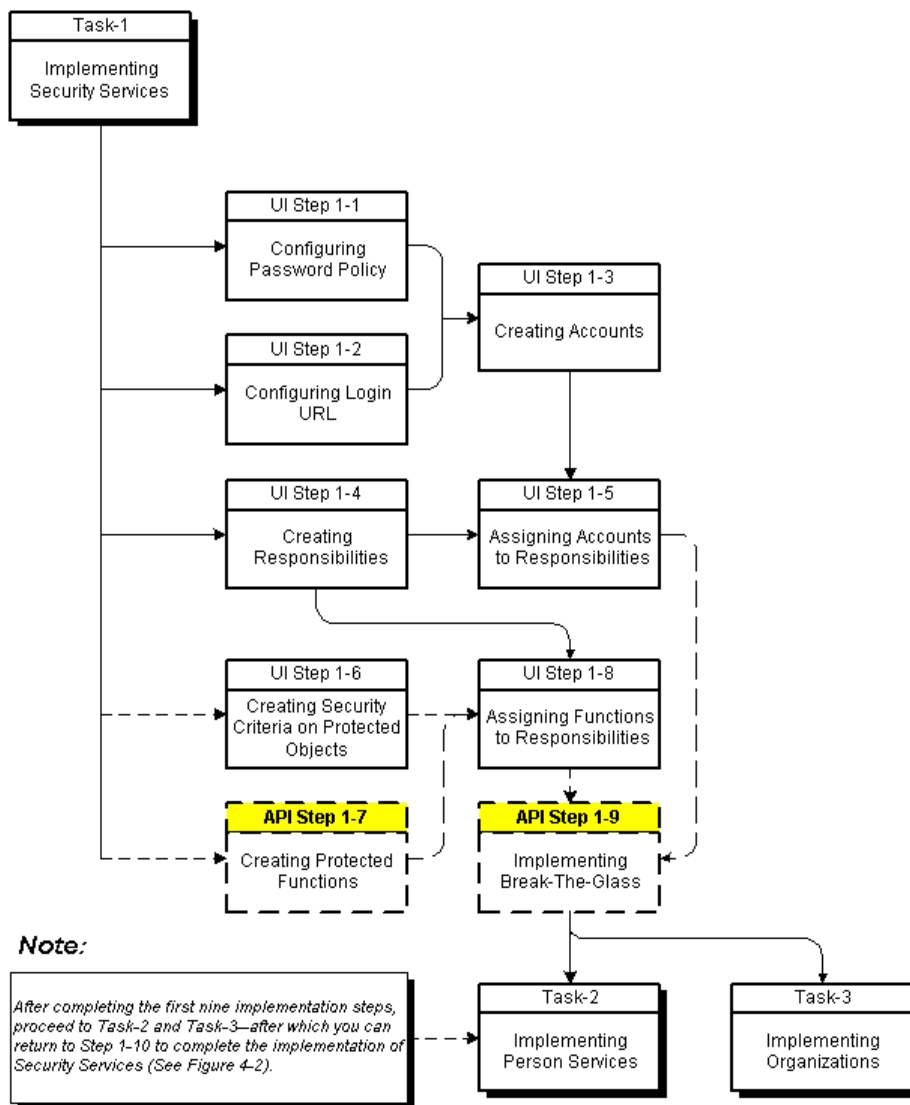 Task-1
Implementing
Security Services
UI Step 1-1
Configuring
Password Policy
UI Step 1-3
Creating Accounts
UI Step 1-2
Configuring Login
URL
UI Step 1-4
Creating
Responsibilities
UI Step 1-5
Assigning Accounts
to Responsibilities
UI Step 1-6
Creating Security
Criteria on Protected
Objects
UI Step 1-8
Assigning Functions
to Responsibilities
API Step 1-7
Creating Protected
Functions
API Step 1-9
Implementing
Break-The-Glass
Note:
After completing the first nine implementation steps,
proceed to Task-2 and Task-3—after which you can
return to Step 1-10 to complete the implementation of
Security Services (See Figure 4-2).
Task-2
Implementing
Person Services
Task-3
Implementing
Organizations